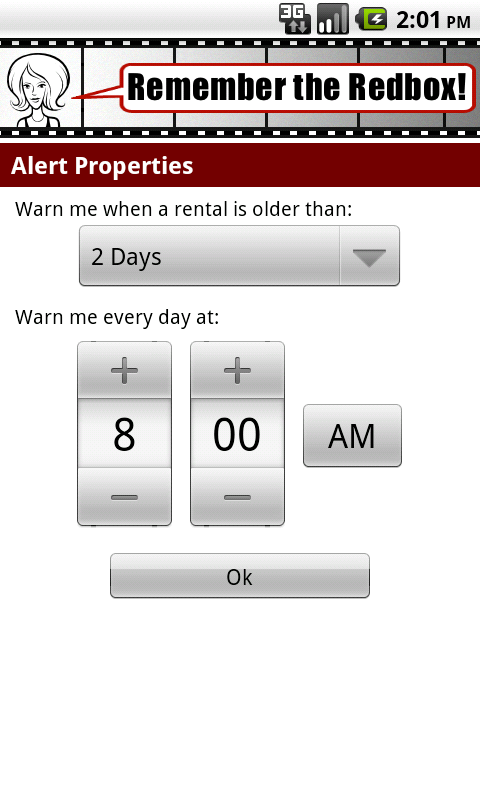 3G 2:01 PM
Remember the Redbox!
Alert Properties
Warn me when a rental is older than:
2 Days
Warn me every day at:
+ +
8 00 AM
− −
Ok